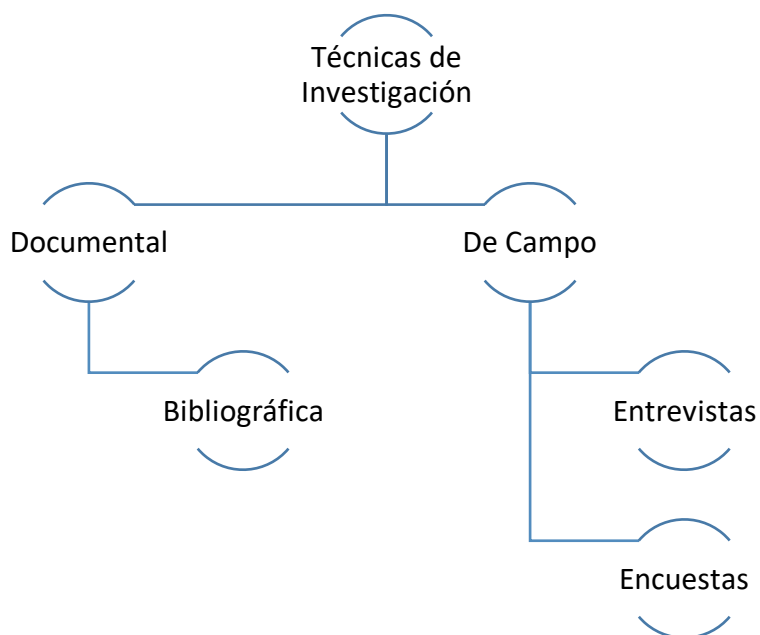 Técnicas de
Investigación
Documental
De Campo
Bibliográfica
Entrevistas
Encuestas